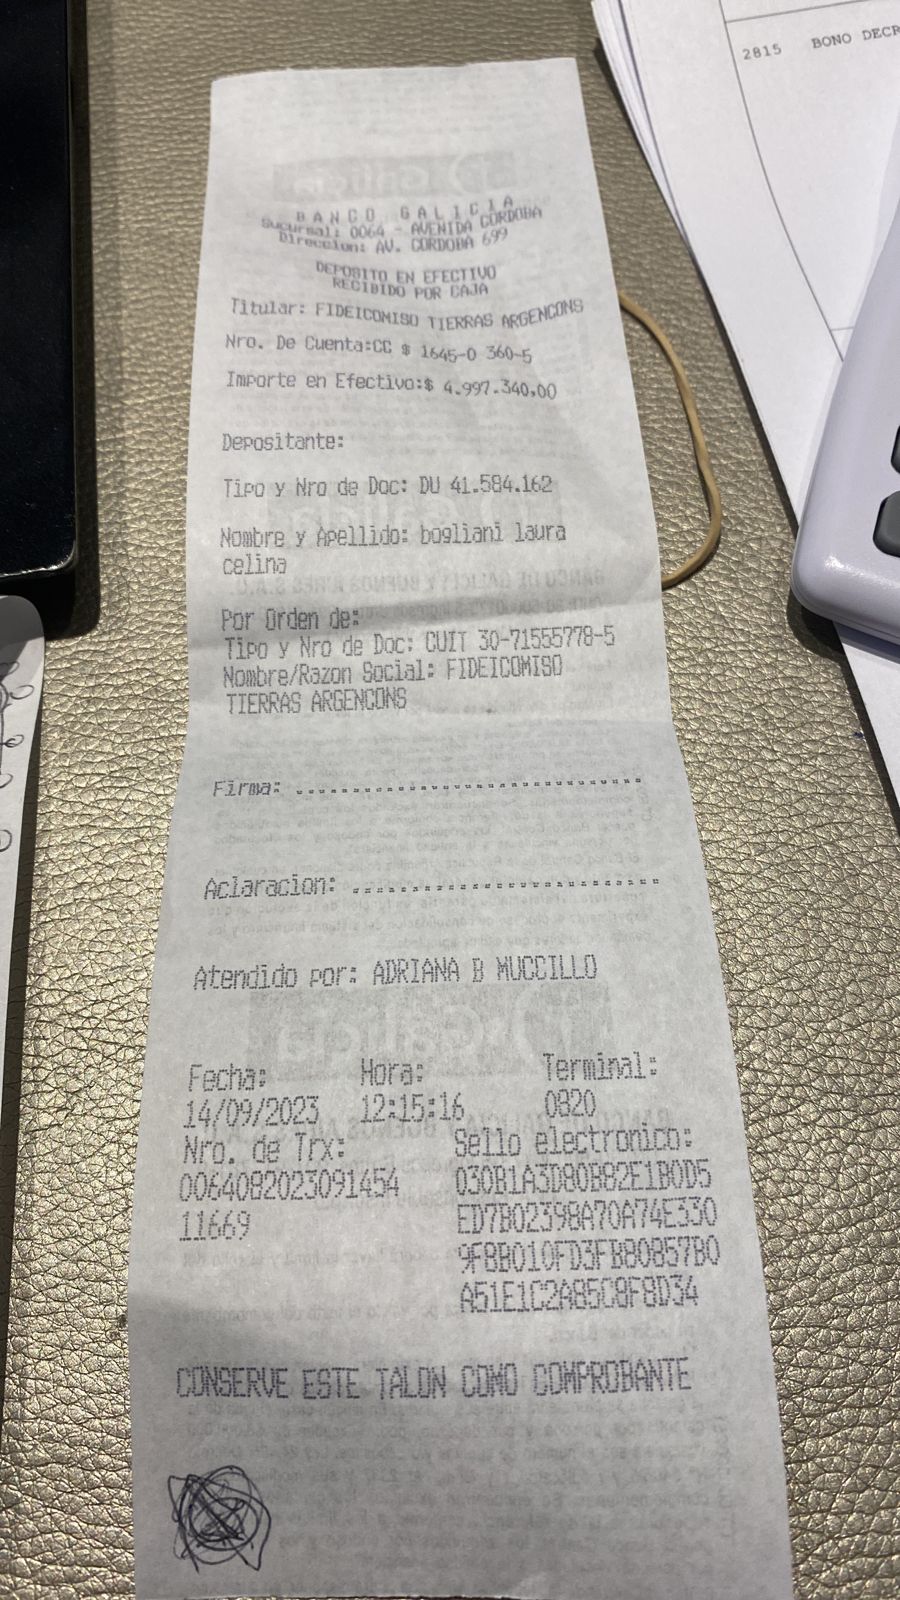 2815 BONO DECR
BANCO GALICIA
Sucursal: 0064 - AVENIDA CORDOBA
Direccion: AV. CORDOBA 699
DEPOSITO EN EFECTIVO
RECIBIDO POR CAJA
Titular: FIDEICOMISO TIERRAS ARGENCONS
Nro. De Cuenta:CC $ 1645-0 360-5
Importe en Efectivo:$ 4.997.340,00
Depositante:
Tipo y Nro de Doc: DU 41.584.162
Nombre y Apellido: bogliani laura
celina
Por Orden de:
Tipo y Nro de Doc: CUIT 30-71555778-5
Nombre/Razon Social: FIDEICOMISO
TIERRAS ARGENCONS
Firma: ................................
Aclaracion: ............................
Atendido por: ADRIANA B MUCCILLO
Fecha: Hora: Terminal:
14/09/2023 12:15:16 0820
Nro. de Trx: Sello electronico:
0064082023091454 030B1A3D80B82E1B0D5
11669 ED7B02398A70A74E330
9F8B010FD3FB80857B0
A51E1C2A85C8F8D34
CONSERVE ESTE TALON COMO COMPROBANTE